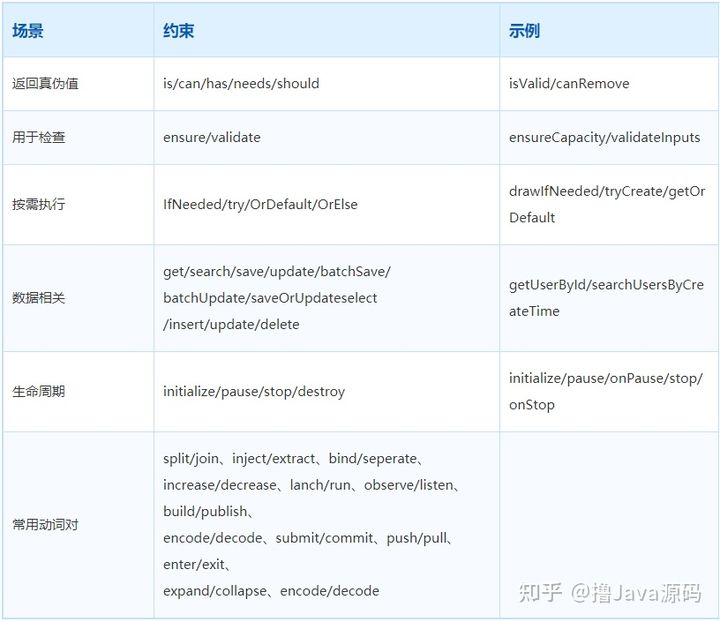 场景 约束 示例
返回真伪值 is/can/has/needs/should isValid/canRemove
用于检查 ensure/validate ensureCapacity/validateInputs
按需执行 IfNeeded/try/OrDefault/OrElse drawIfNeeded/tryCreate/getOr
Default
数据相关 get/search/save/update/batchSave/
batchUpdate/saveOrUpdateselect
/insert/update/delete
getUserById/searchUsersByCre
ateTime
生命周期 initialize/pause/stop/destroy initialize/pause/onPause/stop/
onStop
常用动词对
split/join、inject/extract、bind/seperate、
increase/decrease、lanch/run、observe/listen、
build/publish、
encode/decode、submit/commit、push/pull、
enter/exit、
expand/collapse、encode/decode
知乎 @撸Java源码